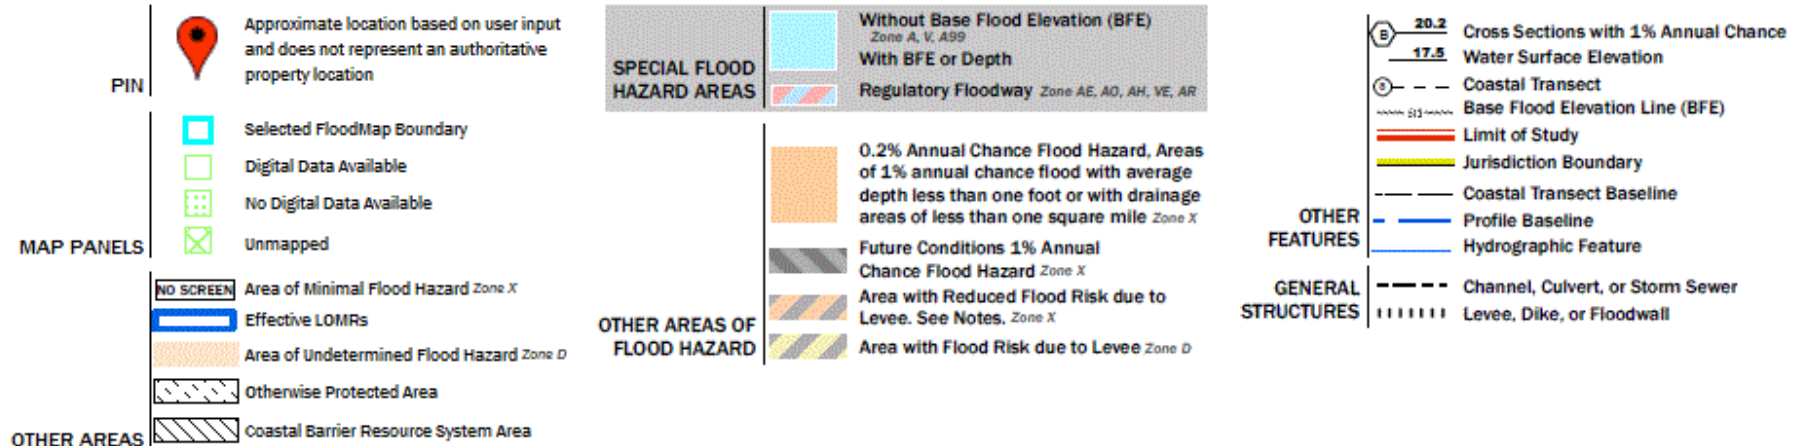 Approximate location based on user input
and does not represent an authoritative
property location
PIN
Selected FloodMap Boundary
Digital Data Available
No Digital Data Available
Unmapped
MAP PANELS
NO SCREEN Area of Minimal Flood Hazard Zone X
Effective LOMRs
Area of Undetermined Flood Hazard Zone D
Otherwise Protected Area
Coastal Barrier Resource System Area
OTHER AREAS
Without Base Flood Elevation (BFE)
Zone A, V, A99
With BFE or Depth
Regulatory Floodway Zone AE, AO, AH, VE, AR
SPECIAL FLOOD
HAZARD AREAS
0.2% Annual Chance Flood Hazard, Areas
of 1% annual chance flood with average
depth less than one foot or with drainage
areas of less than one square mile Zone X
Future Conditions 1% Annual
Chance Flood Hazard Zone X
Area with Reduced Flood Risk due to
Levee. See Notes. Zone X
Area with Flood Risk due to Levee Zone D
OTHER AREAS OF
FLOOD HAZARD
B 20.2 Cross Sections with 1% Annual Chance
17.5 Water Surface Elevation
Coastal Transect
Base Flood Elevation Line (BFE)
Limit of Study
Jurisdiction Boundary
Coastal Transect Baseline
Profile Baseline
Hydrographic Feature
OTHER
FEATURES
Channel, Culvert, or Storm Sewer
Levee, Dike, or Floodwall
GENERAL
STRUCTURES